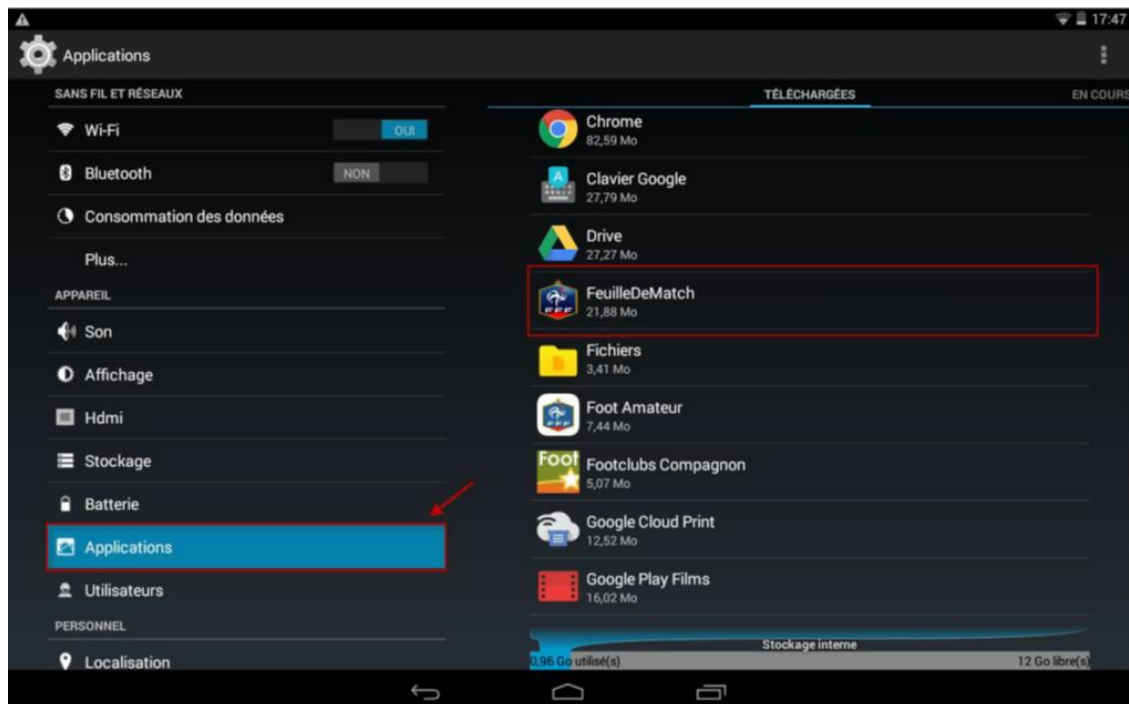 17:47
Applications
SANS FIL ET RÉSEAUX
Wi-Fi
OUI
Bluetooth
NON
Consommation des données
Plus...
APPAREIL
Son
Affichage
Hdmi
Stockage
Batterie
Applications
Utilisateurs
PERSONNEL
Localisation
TÉLÉCHARGÉES
EN COURS
Chrome
82,59 Mo
A
Clavier Google
27,79 Mo
Drive
27,27 Mo
FFF
FeuilleDeMatch
21,88 Mo
Fichiers
3,41 Mo
FFF
Foot Amateur
7,44 Mo
Foot
Footclubs Compagnon
5,07 Mo
Google Cloud Print
12,52 Mo
Google Play Films
16,02 Mo
Stockage interne
0,96 Go utilisé(s)
12 Go libre(s)